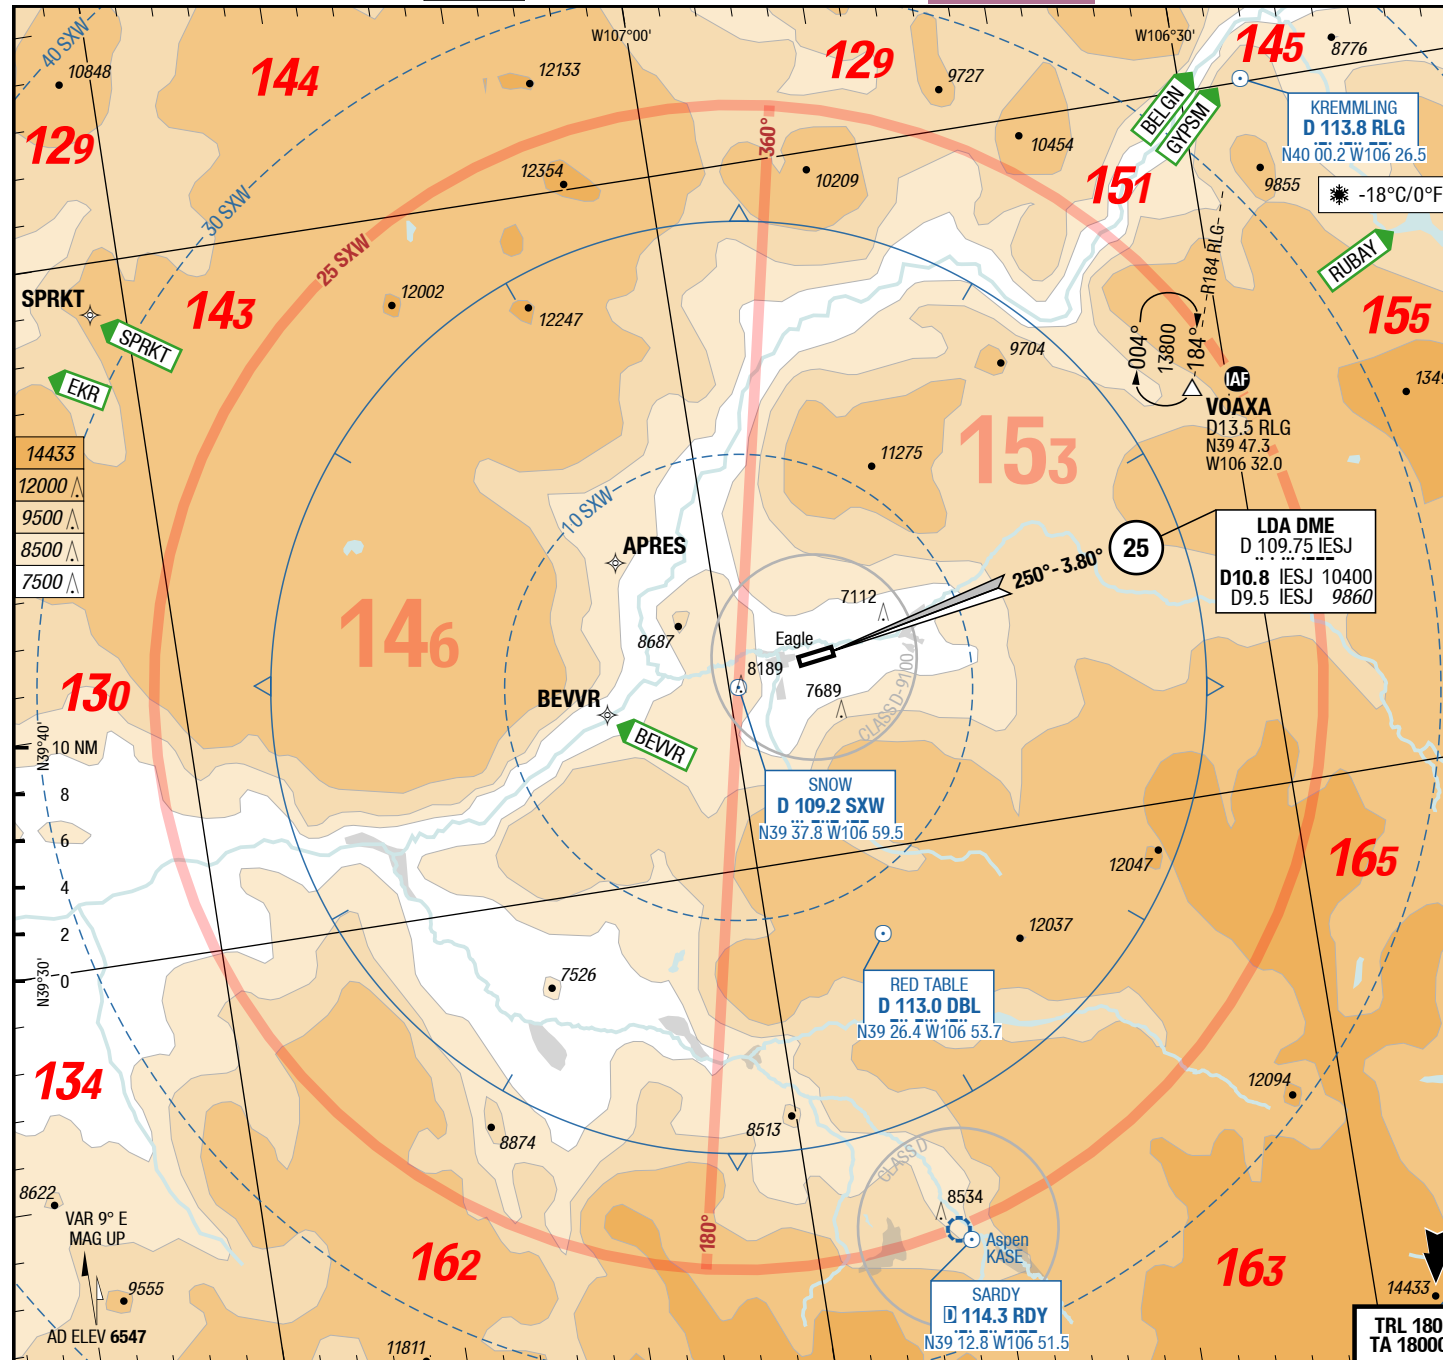 40 SXW
W107°00'
W106°30'
10848
144
12133
129
9727
145
8776
129
BELGN
GYPSM
KREMMLING
D 113.8 RLG
N40 00.2 W106 26.5
360°
10454
12354
10209
151
9855
-18°C/0°F
30 SXW
25 SXW
R184 RLG
RUBAY
SPRKT
143
12002
12247
155
SPRKT
004°
13800
184°
9704
EKR
IAF
VOAXA
D13.5 RLG
N39 47.3
W106 32.0
14433
12000
9500
8500
7500
11275
153
10 SXW
APRES
250°- 3.80°
25
LDA DME
D 109.75 IESJ
D10.8 IESJ 10400
D9.5 IESJ 9860
146
7112
8687
Eagle
8189
7689
CLASS D-9100
130
BEVVR
BEVVR
N39°40'
10 NM
8
6
4
2
0
N39°30'
SNOW
D 109.2 SXW
N39 37.8 W106 59.5
12047
165
12037
7526
RED TABLE
D 113.0 DBL
N39 26.4 W106 53.7
134
12094
8874
8513
CLASS D
8622
VAR 9° E
MAG UP
8534
180°
Aspen
KASE
162
163
9555
14433
SARDY
D 114.3 RDY
N39 12.8 W106 51.5
AD ELEV 6547
11811
TRL 180
TA 18000